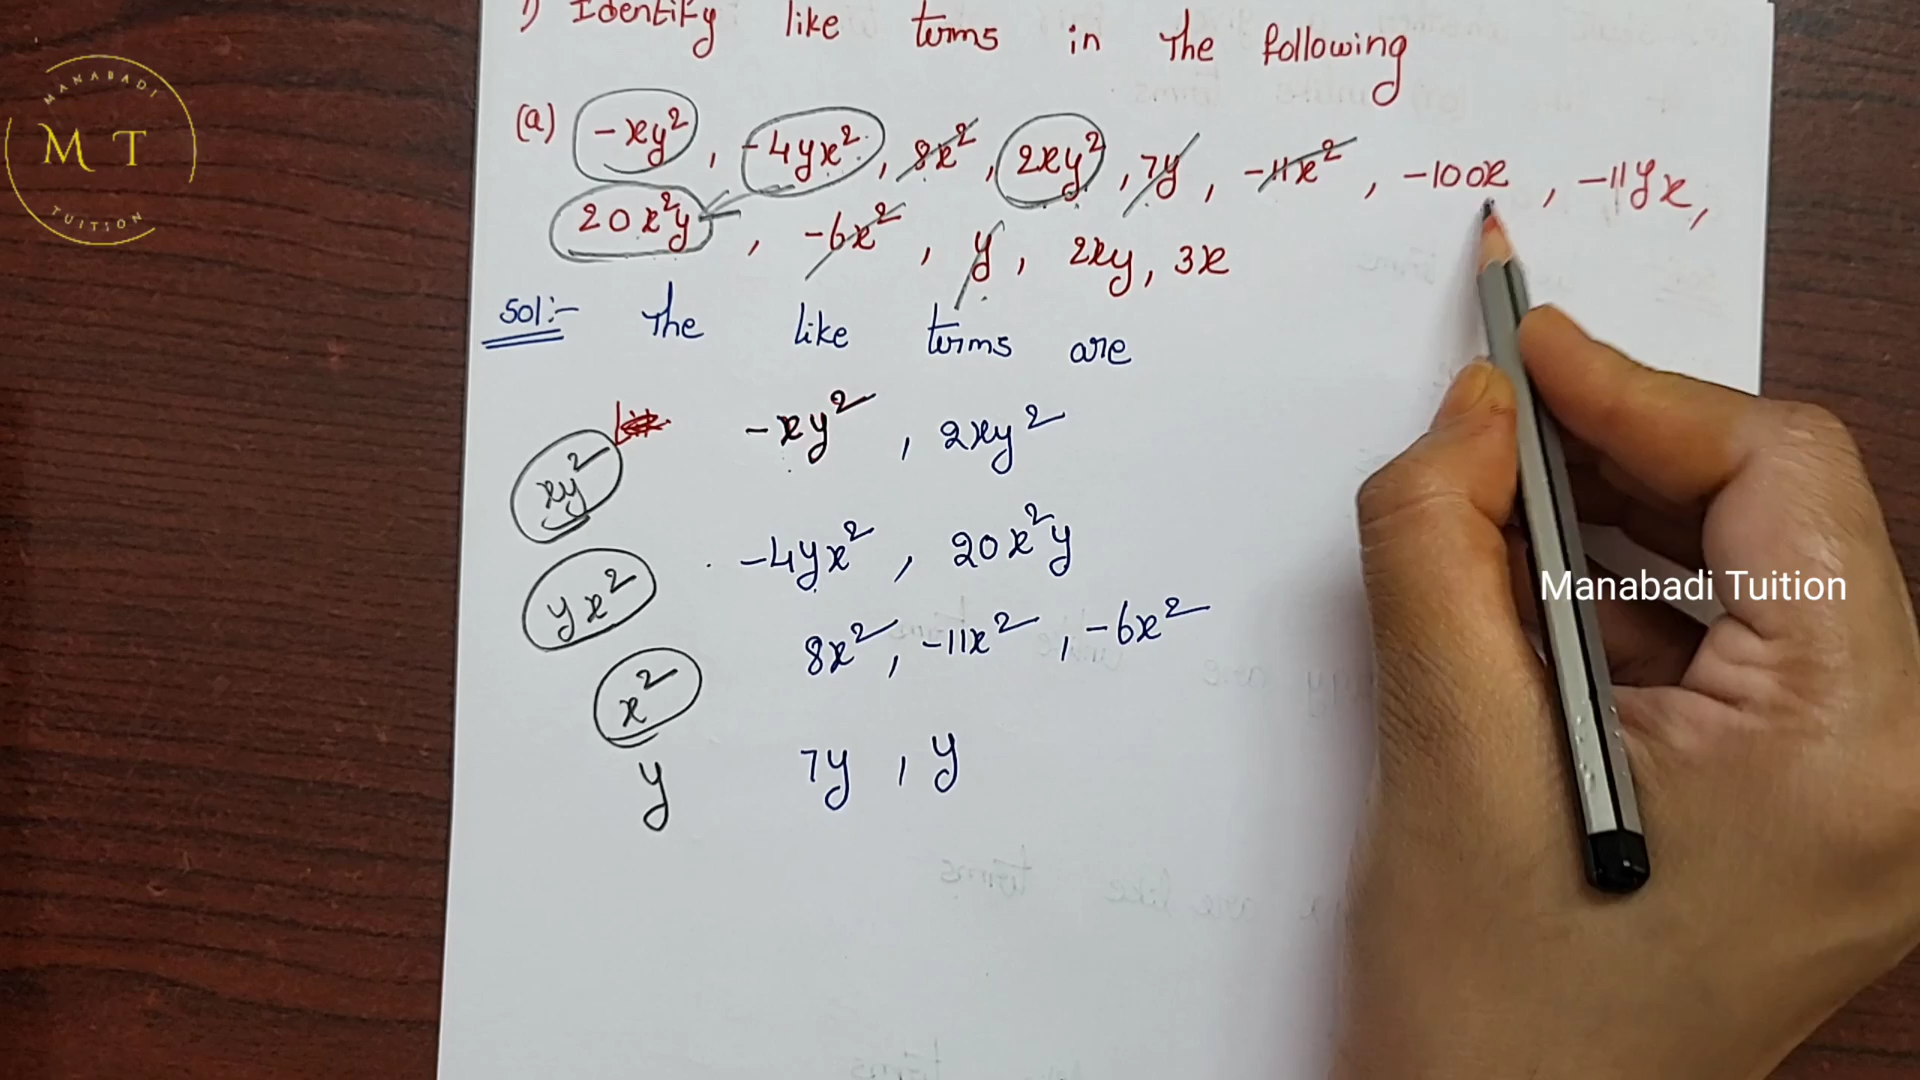 MANABADI
M T
TUITION
1) Identify like terms in the following
(a) -xy², -4yx², 8x², 2xy², 7y, -11x², -100x, -11yx,
20x²y, -6x², y, 2xy, 3x
Sol:- The like terms are
xy² -xy², 2xy²
yx² -4yx², 20x²y
x² 8x², -11x², -6x²
y 7y, y
Manabadi Tuition